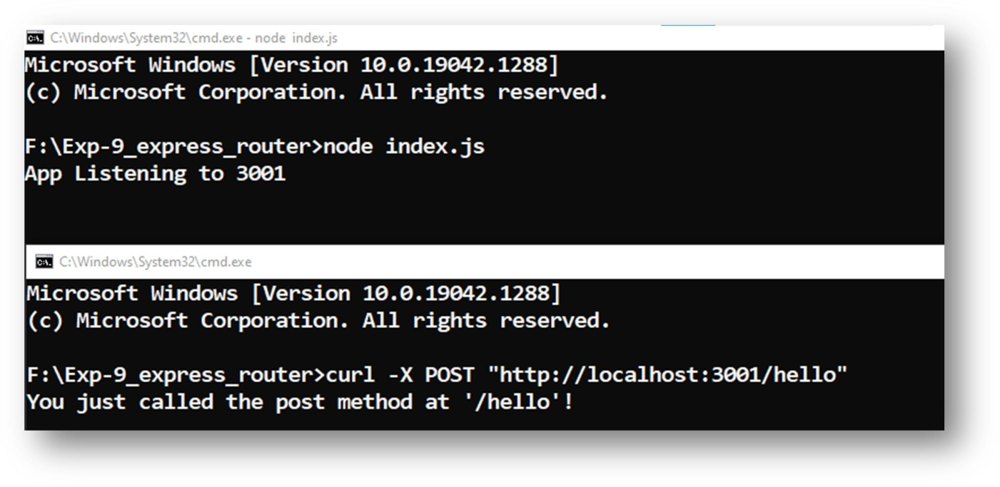 C:\Windows\System32\cmd.exe - node index.js
Microsoft Windows [Version 10.0.19042.1288]
(c) Microsoft Corporation. All rights reserved.
F:\Exp-9_express_router>node index.js
App Listening to 3001
C:\Windows\System32\cmd.exe
Microsoft Windows [Version 10.0.19042.1288]
(c) Microsoft Corporation. All rights reserved.
F:\Exp-9_express_router>curl -X POST "http://localhost:3001/hello"
You just called the post method at '/hello'!